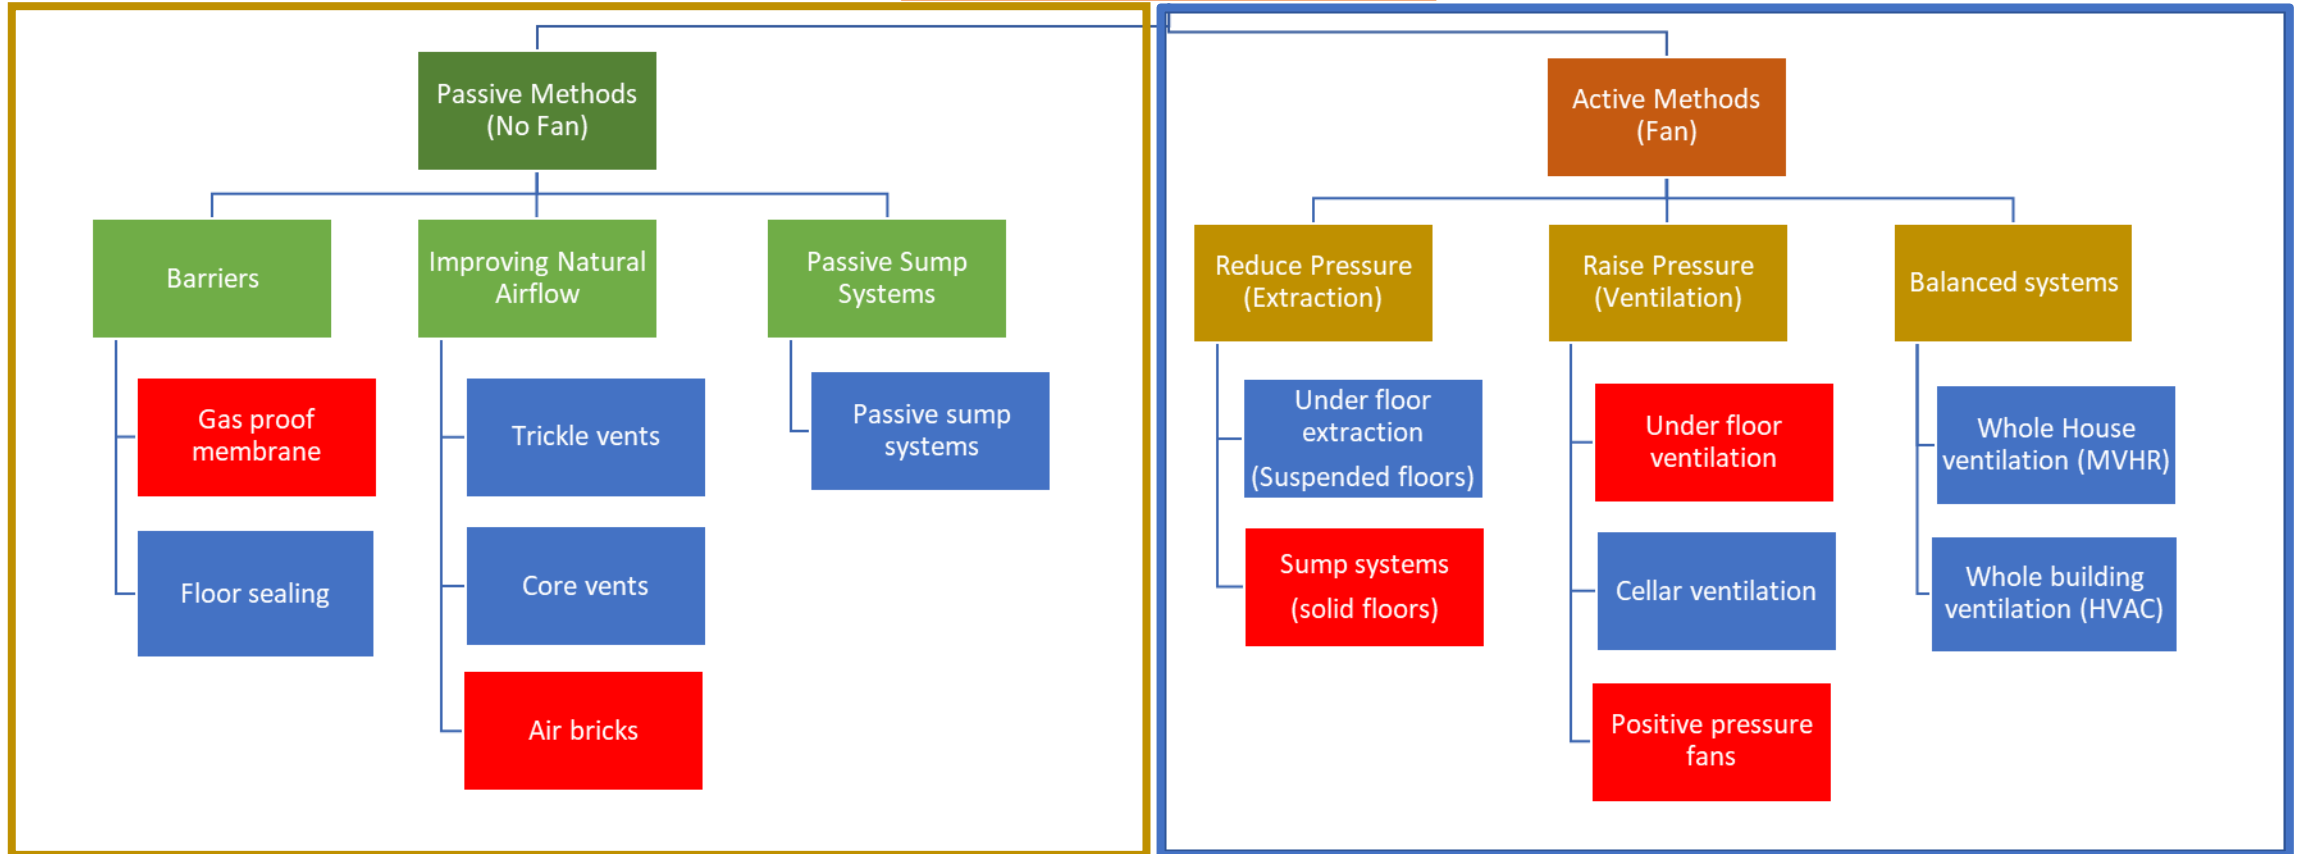 Passive Methods
(No Fan)
Active Methods
(Fan)
Barriers
Improving Natural
Airflow
Passive Sump
Systems
Reduce Pressure
(Extraction)
Raise Pressure
(Ventilation)
Balanced systems
Gas proof
membrane
Floor sealing
Trickle vents
Core vents
Air bricks
Passive sump
systems
Under floor
extraction
(Suspended floors)
Sump systems
(solid floors)
Under floor
ventilation
Cellar ventilation
Positive pressure
fans
Whole House
ventilation (MVHR)
Whole building
ventilation (HVAC)